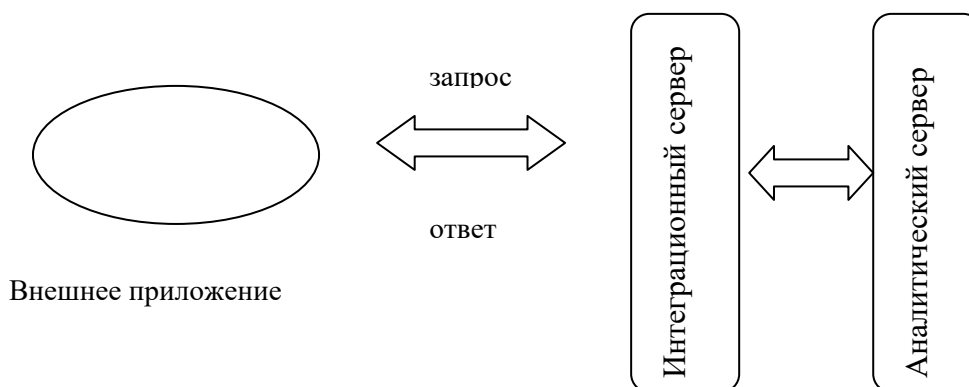 запрос
ответ
Внешнее приложение
Интеграционный сервер
Аналитический сервер